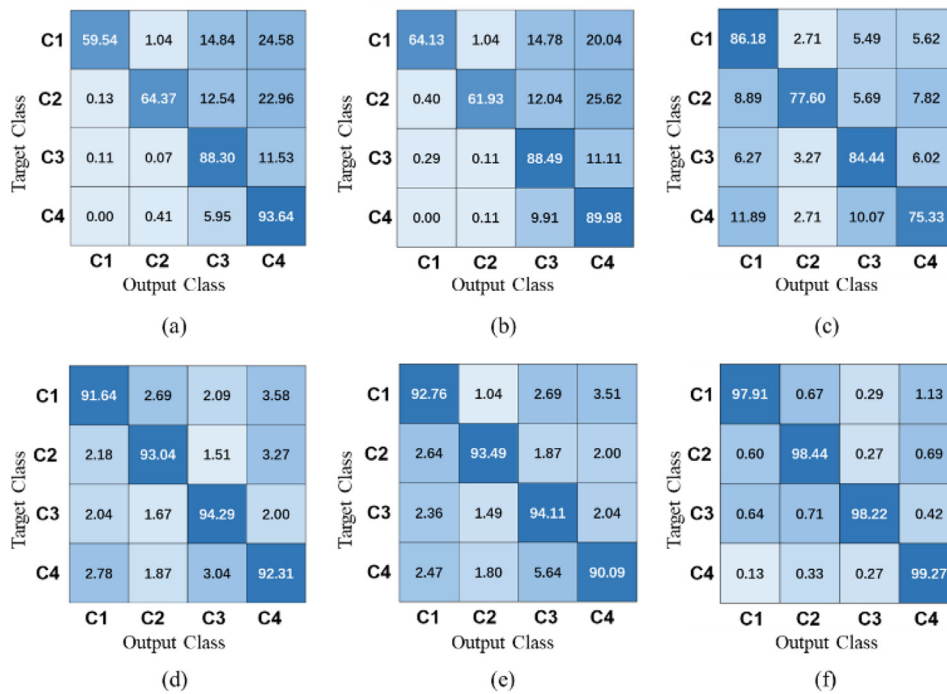 C1 59.54 1.04 14.84 24.58
C2 0.13 64.37 12.54 22.96
C3 0.11 0.07 88.30 11.53
C4 0.00 0.41 5.95 93.64
C1 C2 C3 C4
Target Class
Output Class
(a)
C1 64.13 1.04 14.78 20.04
C2 0.40 61.93 12.04 25.62
C3 0.29 0.11 88.49 11.11
C4 0.00 0.11 9.91 89.98
C1 C2 C3 C4
Target Class
Output Class
(b)
C1 86.18 2.71 5.49 5.62
C2 8.89 77.60 5.69 7.82
C3 6.27 3.27 84.44 6.02
C4 11.89 2.71 10.07 75.33
C1 C2 C3 C4
Target Class
Output Class
(c)
C1 91.64 2.69 2.09 3.58
C2 2.18 93.04 1.51 3.27
C3 2.04 1.67 94.29 2.00
C4 2.78 1.87 3.04 92.31
C1 C2 C3 C4
Target Class
Output Class
(d)
C1 92.76 1.04 2.69 3.51
C2 2.64 93.49 1.87 2.00
C3 2.36 1.49 94.11 2.04
C4 2.47 1.80 5.64 90.09
C1 C2 C3 C4
Target Class
Output Class
(e)
C1 97.91 0.67 0.29 1.13
C2 0.60 98.44 0.27 0.69
C3 0.64 0.71 98.22 0.42
C4 0.13 0.33 0.27 99.27
C1 C2 C3 C4
Target Class
Output Class
(f)